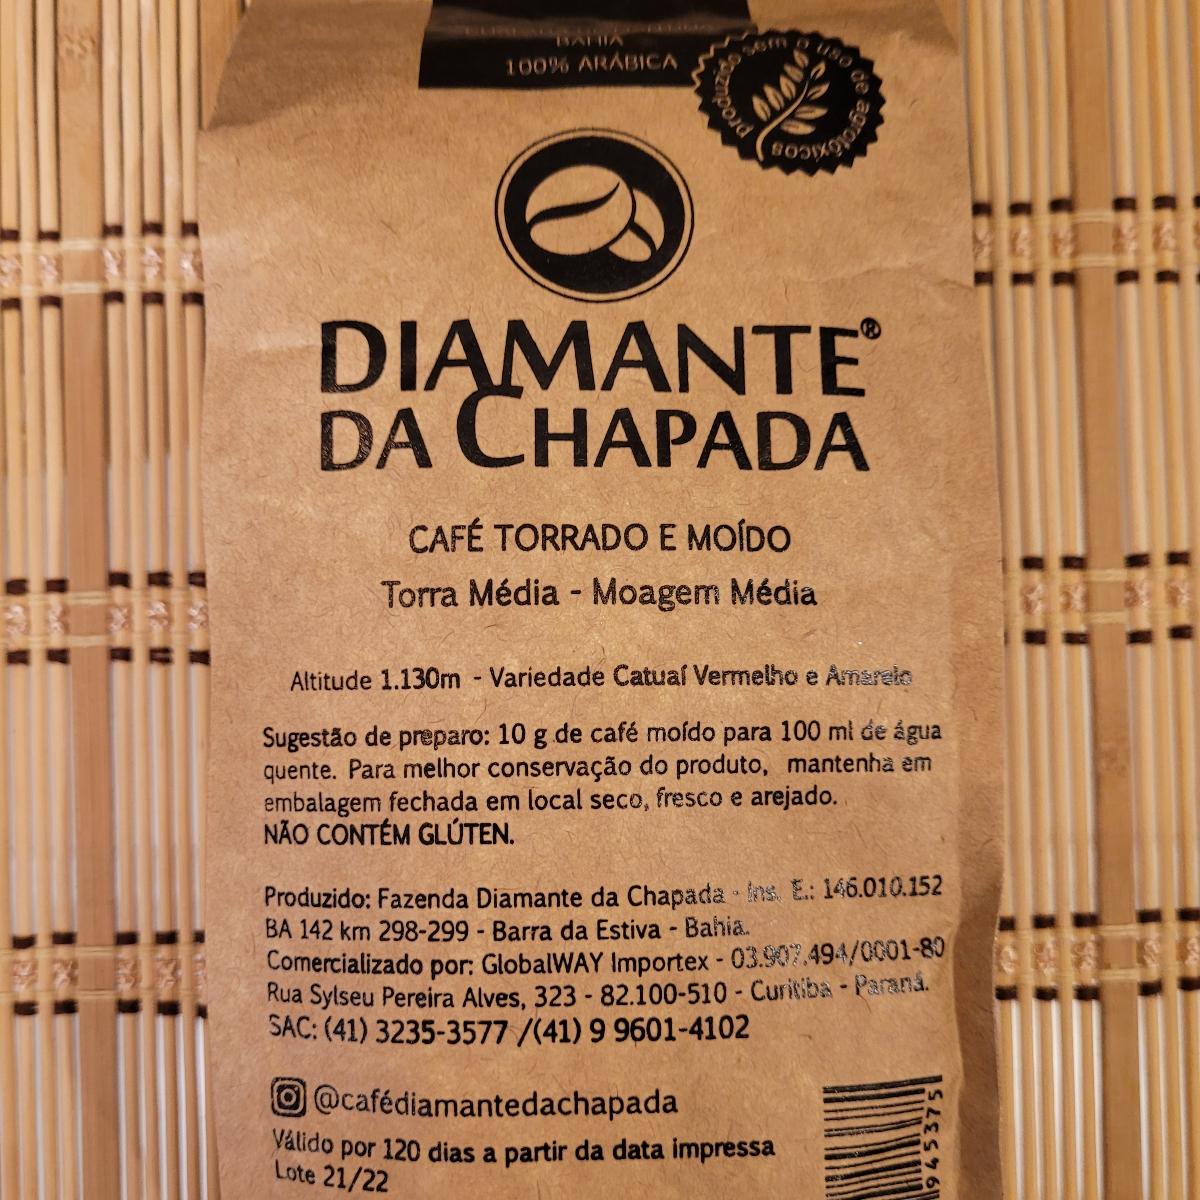 BAHIA
100% ARÁBICA
produzido sem o uso de agrotóxicos
DIAMANTE®
DA CHAPADA
CAFÉ TORRADO E MOÍDO
Torra Média - Moagem Média
Altitude 1.130m - Variedade Catuaí Vermelho e Amarelo
Sugestão de preparo: 10 g de café moído para 100 ml de água
quente. Para melhor conservação do produto, mantenha em
embalagem fechada em local seco, fresco e arejado.
NÃO CONTÉM GLÚTEN.
Produzido: Fazenda Diamante da Chapada - Ins. E.: 146.010.152
BA 142 km 298-299 - Barra da Estiva - Bahia.
Comercializado por: GlobalWAY Importex - 03.907.494/0001-80
Rua Sylseu Pereira Alves, 323 - 82.100-510 - Curitiba - Paraná.
SAC: (41) 3235-3577 /(41) 9 9601-4102
@cafédiamantedachapada
Válido por 120 dias a partir da data impressa
Lote 21/22
945375